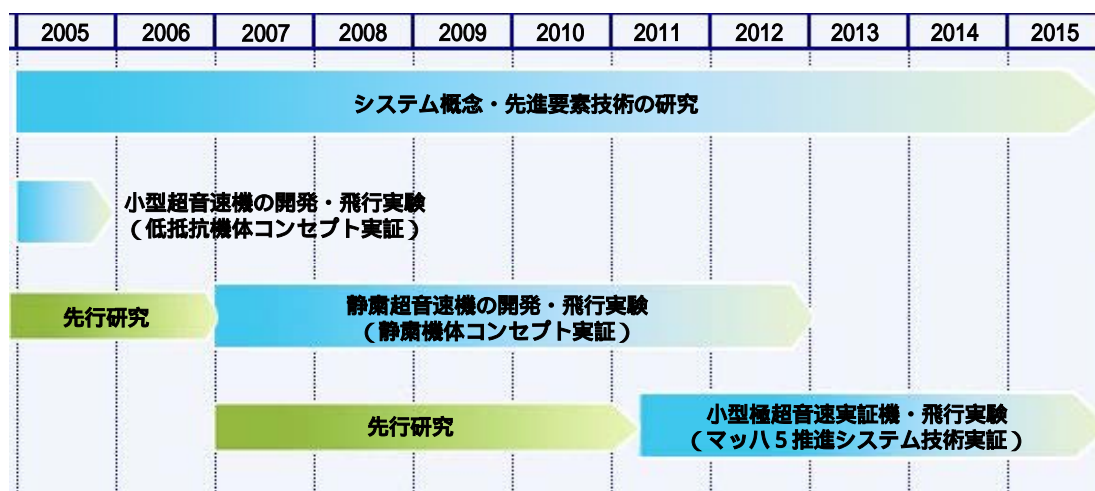 2005 2006 2007 2008 2009 2010 2011 2012 2013 2014 2015
システム概念・先進要素技術の研究
小型超音速機の開発・飛行実験
(低抵抗機体コンセプト実証)
先行研究
静粛超音速機の開発・飛行実験
(静粛機体コンセプト実証)
先行研究
小型極超音速実証機・飛行実験
(マッハ5推進システム技術実証)